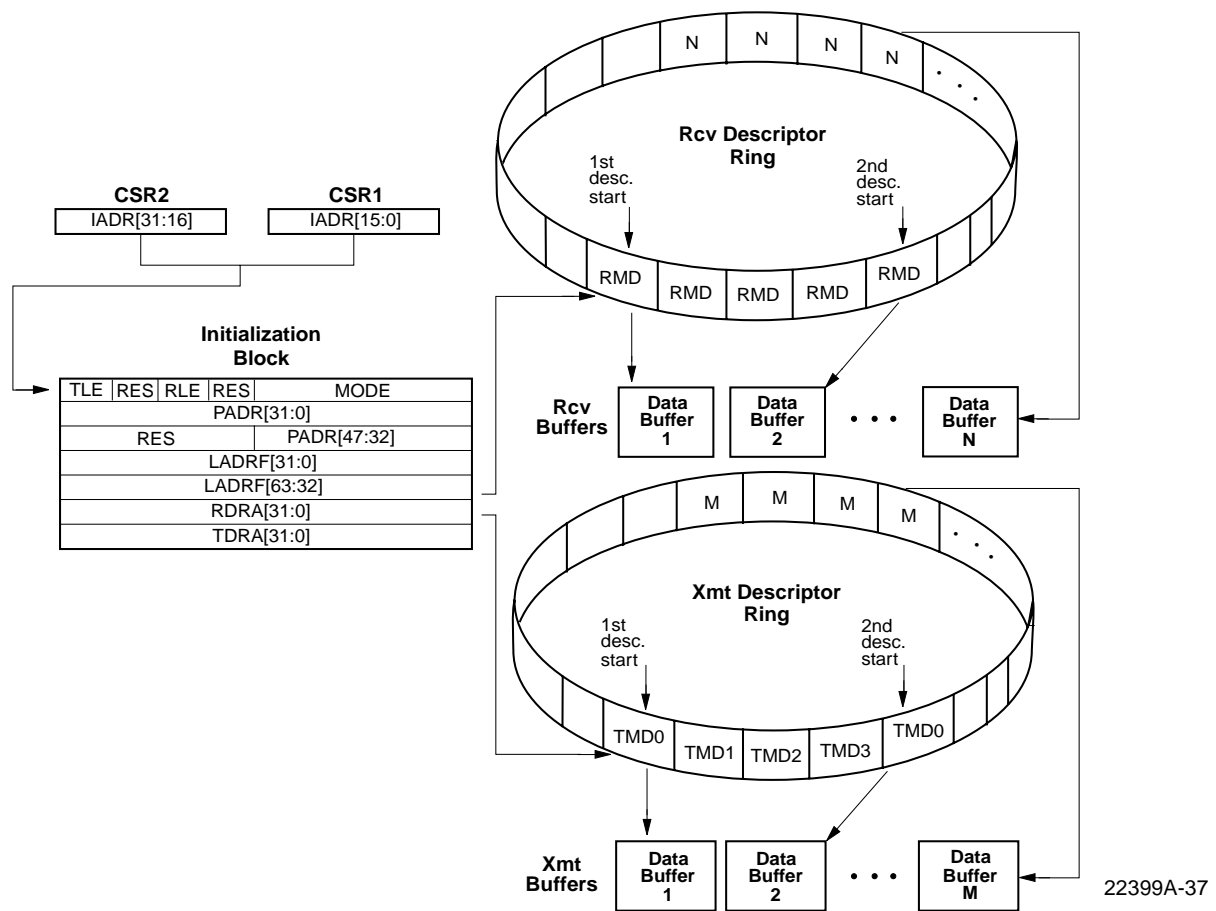 N N N N
Rcv Descriptor
Ring
1st
desc.
start
2nd
desc.
start
CSR2
IADR[31:16]
CSR1
IADR[15:0]
RMD RMD RMD RMD RMD
Initialization
Block
TLE RES RLE RES MODE
PADR[31:0]
RES PADR[47:32]
LADRF[31:0]
LADRF[63:32]
RDRA[31:0]
TDRA[31:0]
Rcv
Buffers
Data
Buffer
1
Data
Buffer
2
• • •
Data
Buffer
N
M M M M
Xmt Descriptor
Ring
1st
desc.
start
2nd
desc.
start
TMD0 TMD1 TMD2 TMD3 TMD0
Xmt
Buffers
Data
Buffer
1
Data
Buffer
2
• • •
Data
Buffer
M
22399A-37